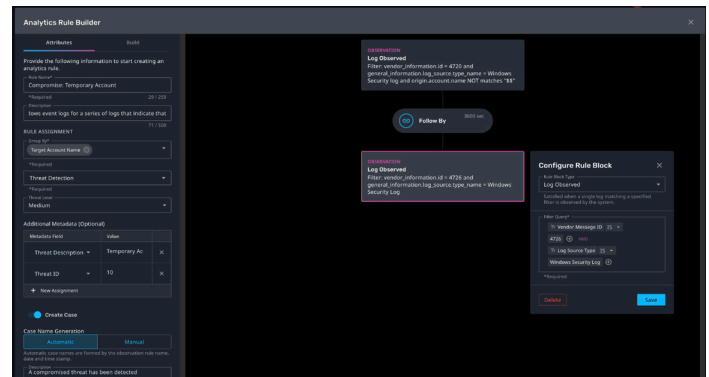 Analytics Rule Builder
Attributes
Build
Provide the following information to start creating an
analytics rule.
Rule Name*
Compromise: Temporary Account
*Required
29 / 255
Description
lows event logs for a series of logs that indicate that
71 / 500
RULE ASSIGNMENT
Group By*
Target Account Name
*Required
Threat Detection
*Required
Threat Level
Medium
Additional Metadata (Optional)
Metadata Field
Value
Threat Description
Temporary Ac
Threat ID
10
+ New Assignment
Create Case
Case Name Generation
Automatic
Manual
Automatic case names are formed by the observation rule name,
date and time stamp.
Description
A compromised threat has been detected
OBSERVATION
Log Observed
Filter: vendor_information.id = 4720 and
general_information.log_source.type_name = Windows
Security log and origin.account.name NOT matches "$$"
Follow By
3600 sec
OBSERVATION
Log Observed
Filter: vendor_information.id = 4726 and
general_information.log_source.type_name = Windows
Security Log
Configure Rule Block
Rule Block Type
Log Observed
Satisfied when a single log matching a specified
filter is observed by the system.
Filter Query*
Vendor Message ID IS
4726 AND
Log Source Type IS
Windows Security Log
*Required
Delete
Save